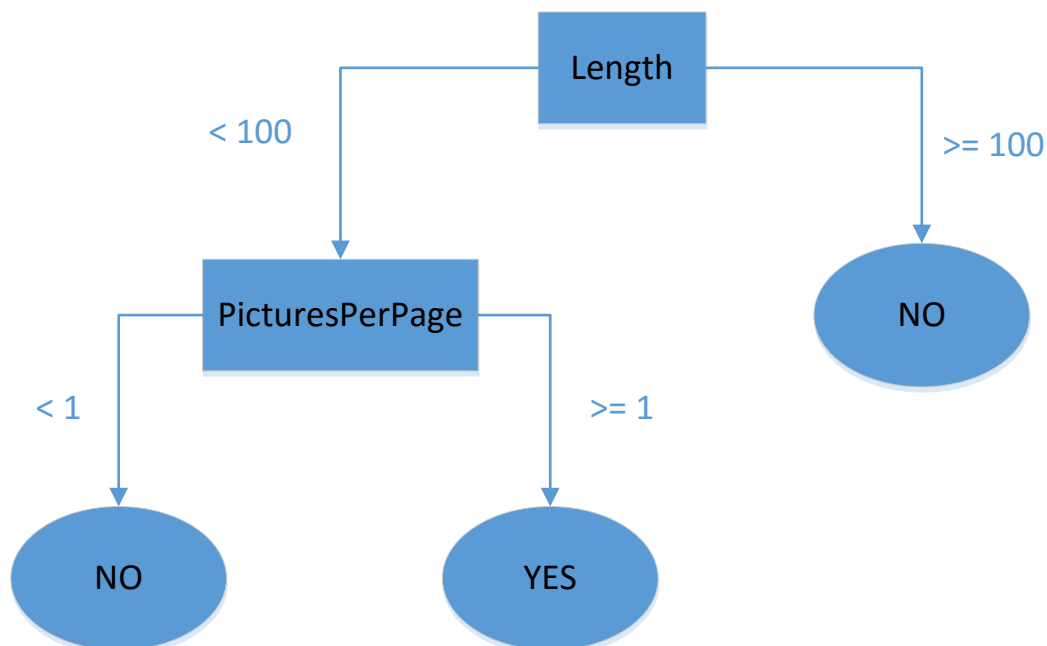 Length
< 100
>= 100
PicturesPerPage
NO
< 1
>= 1
NO
YES